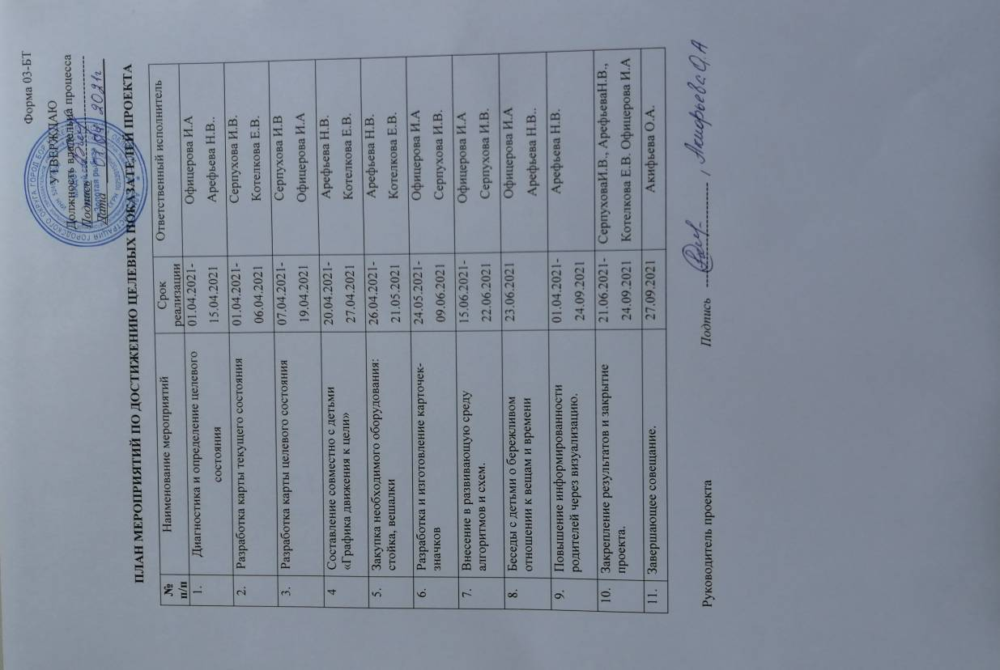 Форма 03-БТ
УТВЕРЖДАЮ
Должность владельца процесса
Подпись
Дата 04 2021г
ПЛАН МЕРОПРИЯТИЙ ПО ДОСТИЖЕНИЮ ЦЕЛЕВЫХ ПОКАЗАТЕЛЕЙ ПРОЕКТА
№ п/п Наименование мероприятий Срок реализации Ответственный исполнитель
1. Диагностика и определение целевого 01.04.2021- Офицерова И.А
состояния 15.04.2021 Арефьева Н.В..
2. Разработка карты текущего состояния 01.04.2021- Серпухова И.В.
06.04.2021 Котелкова Е.В.
3. Разработка карты целевого состояния 07.04.2021- Серпухова И.В
19.04.2021 Офицерова И.А
4 Составление совместно с детьми 20.04.2021- Арефьева Н.В.
«Графика движения к цели» 27.04.2021 Котелкова Е.В.
5. Закупка необходимого оборудования: 26.04.2021- Арефьева Н.В.
стойка, вешалки 21.05.2021 Котелкова Е.В.
6. Разработка и изготовление карточек- 24.05.2021- Офицерова И.А
значков 09.06.2021 Серпухова И.В.
7. Внесение в развивающую среду 15.06.2021- Офицерова И.А
алгоритмов и схем. 22.06.2021 Серпухова И.В.
8. Беседы с детьми о бережливом 23.06.2021 Офицерова И.А
отношении к вещам и времени Арефьева Н.В..
9. Повышение информированности 01.04.2021- Арефьева Н.В.
родителей через визуализацию. 24.09.2021
10. Закрепление результатов и закрытие 21.06.2021- СерпуховаИ.В., АрефьеваН.В.,
проекта. 24.09.2021 Котелкова Е.В. Офицерова И.А
11. Завершающее совещание. 27.09.2021 Акифьева О.А.
Руководитель проекта Подпись , Акифьева О.А